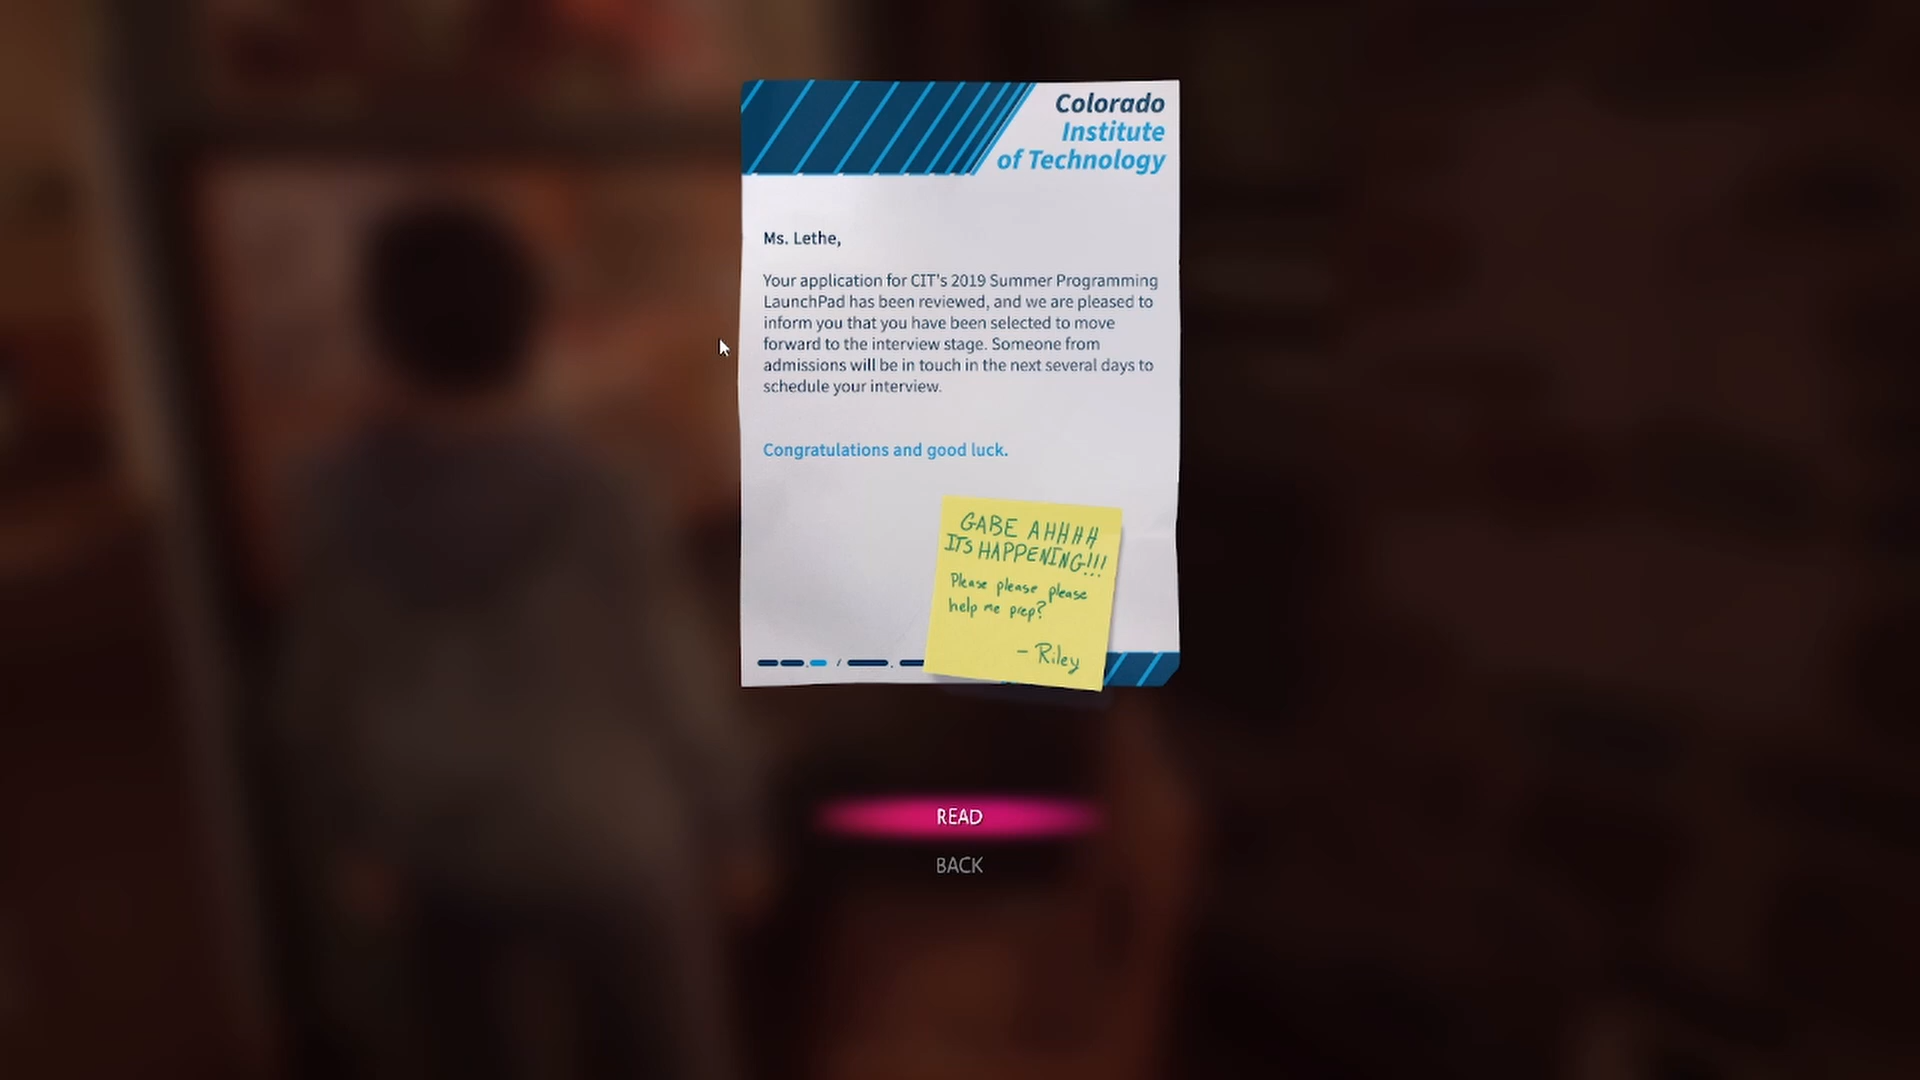 Colorado
Institute
of Technology
Ms. Lethe,
Your application for CIT's 2019 Summer Programming
LaunchPad has been reviewed, and we are pleased to
inform you that you have been selected to move
forward to the interview stage. Someone from
admissions will be in touch in the next several days to
schedule your interview.
Congratulations and good luck.
GABE AHHHH
ITS HAPPENING!!!
Please please please
help me prep?
- Riley
READ
BACK